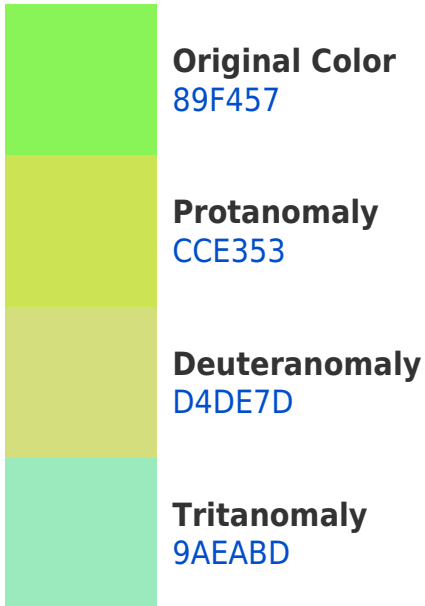 Original Color
89F457
Protanomaly
CCE353
Deuteranomaly
D4DE7D
Tritanomaly
9AEABD